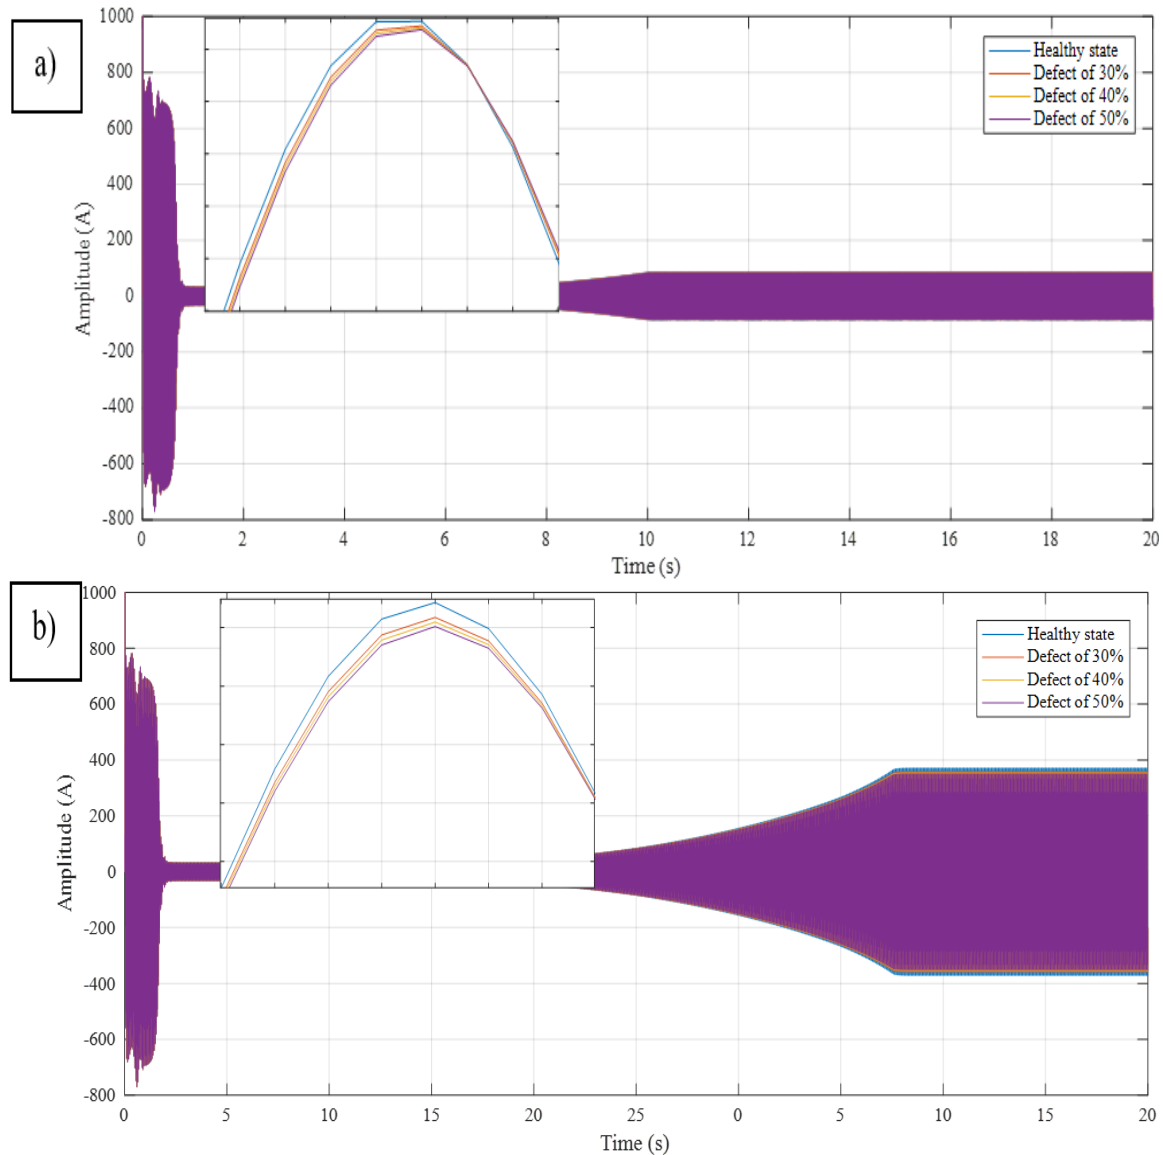 a)
1000
800
600
400
200
0
-200
-400
-600
-800
Amplitude (A)
Healthy state
Defect of 30%
Defect of 40%
Defect of 50%
0 2 4 6 8 10 12 14 16 18 20
Time (s)
b)
1000
800
600
400
200
0
-200
-400
-600
-800
Amplitude (A)
Healthy state
Defect of 30%
Defect of 40%
Defect of 50%
0 5 10 15 20 25 0 5 10 15 20
Time (s)